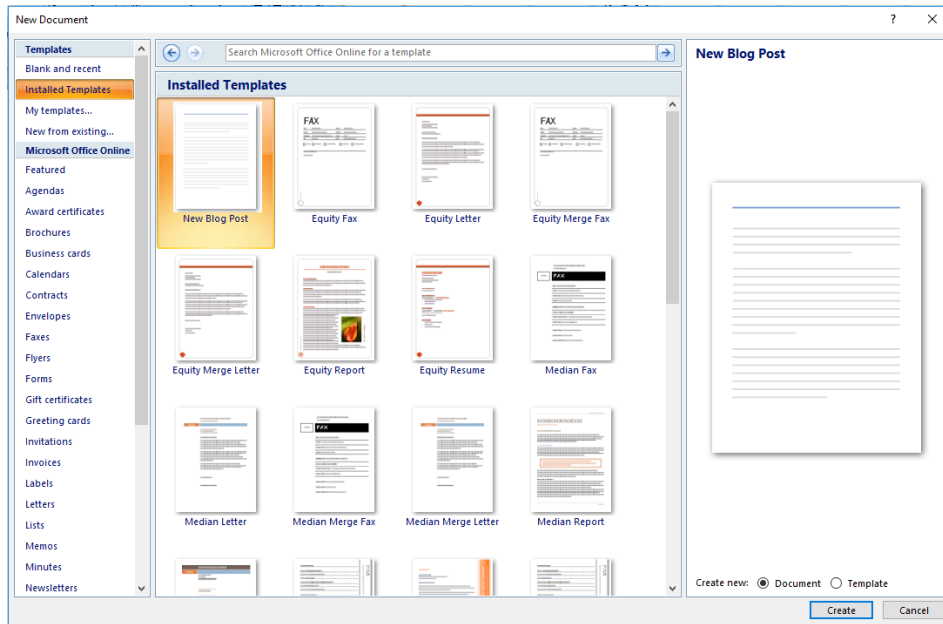 New Document
Templates
Blank and recent
Installed Templates
My templates...
New from existing...
Microsoft Office Online
Featured
Agendas
Award certificates
Brochures
Business cards
Calendars
Contracts
Envelopes
Faxes
Flyers
Forms
Gift certificates
Greeting cards
Invitations
Invoices
Labels
Letters
Lists
Memos
Minutes
Newsletters
Search Microsoft Office Online for a template
Installed Templates
FAX
FAX
New Blog Post
Equity Fax
Equity Letter
Equity Merge Fax
FAX
Equity Merge Letter
Equity Report
Equity Resume
Median Fax
FAX
Median Letter
Median Merge Fax
Median Merge Letter
Median Report
New Blog Post
Create new: Document Template
Create Cancel